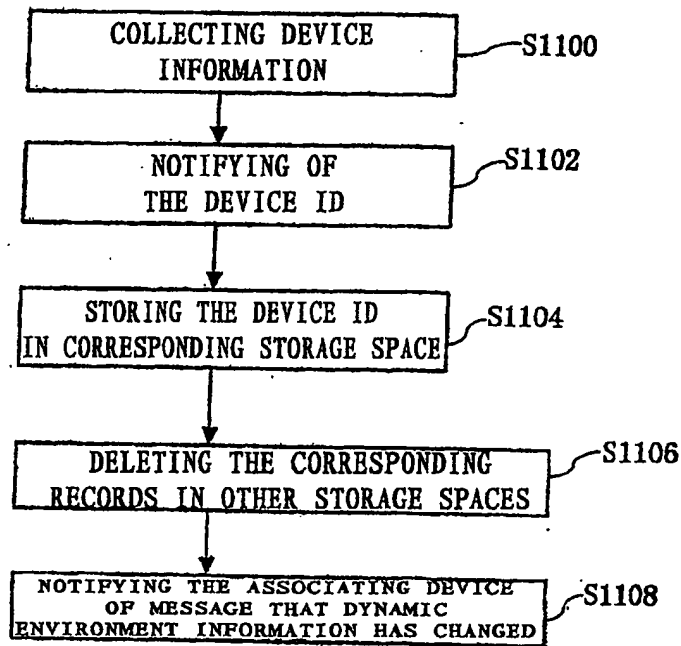 COLLECTING DEVICE
INFORMATION
S1100
NOTIFYING OF
THE DEVICE ID
S1102
STORING THE DEVICE ID
IN CORRESPONDING STORAGE SPACE
S1104
DELETING THE CORRESPONDING
RECORDS IN OTHER STORAGE SPACES
S1106
NOTIFYING THE ASSOCIATING DEVICE
OF MESSAGE THAT DYNAMIC
ENVIRONMENT INFORMATION HAS CHANGED
S1108